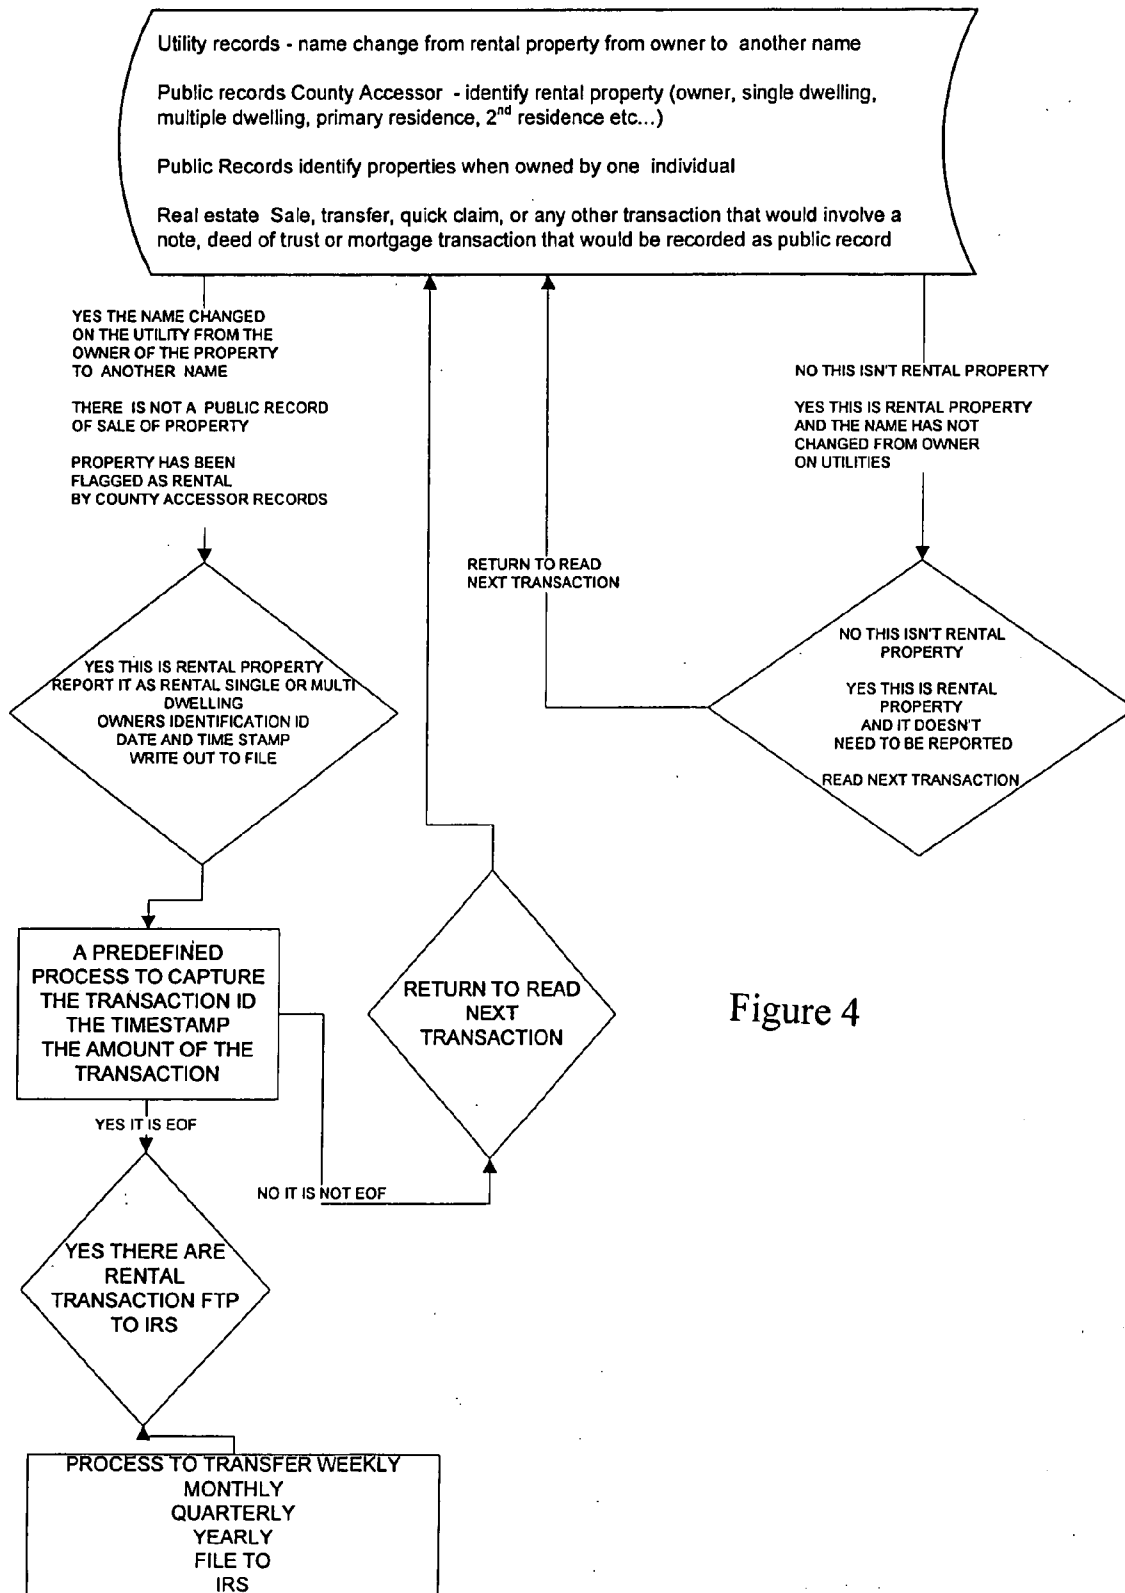 Utility records - name change from rental property from owner to another name
Public records County Accessor - identify rental property (owner, single dwelling,
multiple dwelling, primary residence, 2nd residence etc...)
Public Records identify properties when owned by one individual
Real estate Sale, transfer, quick claim, or any other transaction that would involve a
note, deed of trust or mortgage transaction that would be recorded as public record
YES THE NAME CHANGED
ON THE UTILITY FROM THE
OWNER OF THE PROPERTY
TO ANOTHER NAME
THERE IS NOT A PUBLIC RECORD
OF SALE OF PROPERTY
PROPERTY HAS BEEN
FLAGGED AS RENTAL
BY COUNTY ACCESSOR RECORDS
NO THIS ISN'T RENTAL PROPERTY
YES THIS IS RENTAL PROPERTY
AND THE NAME HAS NOT
CHANGED FROM OWNER
ON UTILITIES
RETURN TO READ
NEXT TRANSACTION
YES THIS IS RENTAL PROPERTY
REPORT IT AS RENTAL SINGLE OR MULTI
DWELLING
OWNERS IDENTIFICATION ID
DATE AND TIME STAMP
WRITE OUT TO FILE
NO THIS ISN'T RENTAL
PROPERTY
YES THIS IS RENTAL
PROPERTY
AND IT DOESN'T
NEED TO BE REPORTED
READ NEXT TRANSACTION
A PREDEFINED
PROCESS TO CAPTURE
THE TRANSACTION ID
THE TIMESTAMP
THE AMOUNT OF THE
TRANSACTION
RETURN TO READ
NEXT
TRANSACTION
Figure 4
YES IT IS EOF
NO IT IS NOT EOF
YES THERE ARE
RENTAL
TRANSACTION FTP
TO IRS
PROCESS TO TRANSFER WEEKLY
MONTHLY
QUARTERLY
YEARLY
FILE TO
IRS